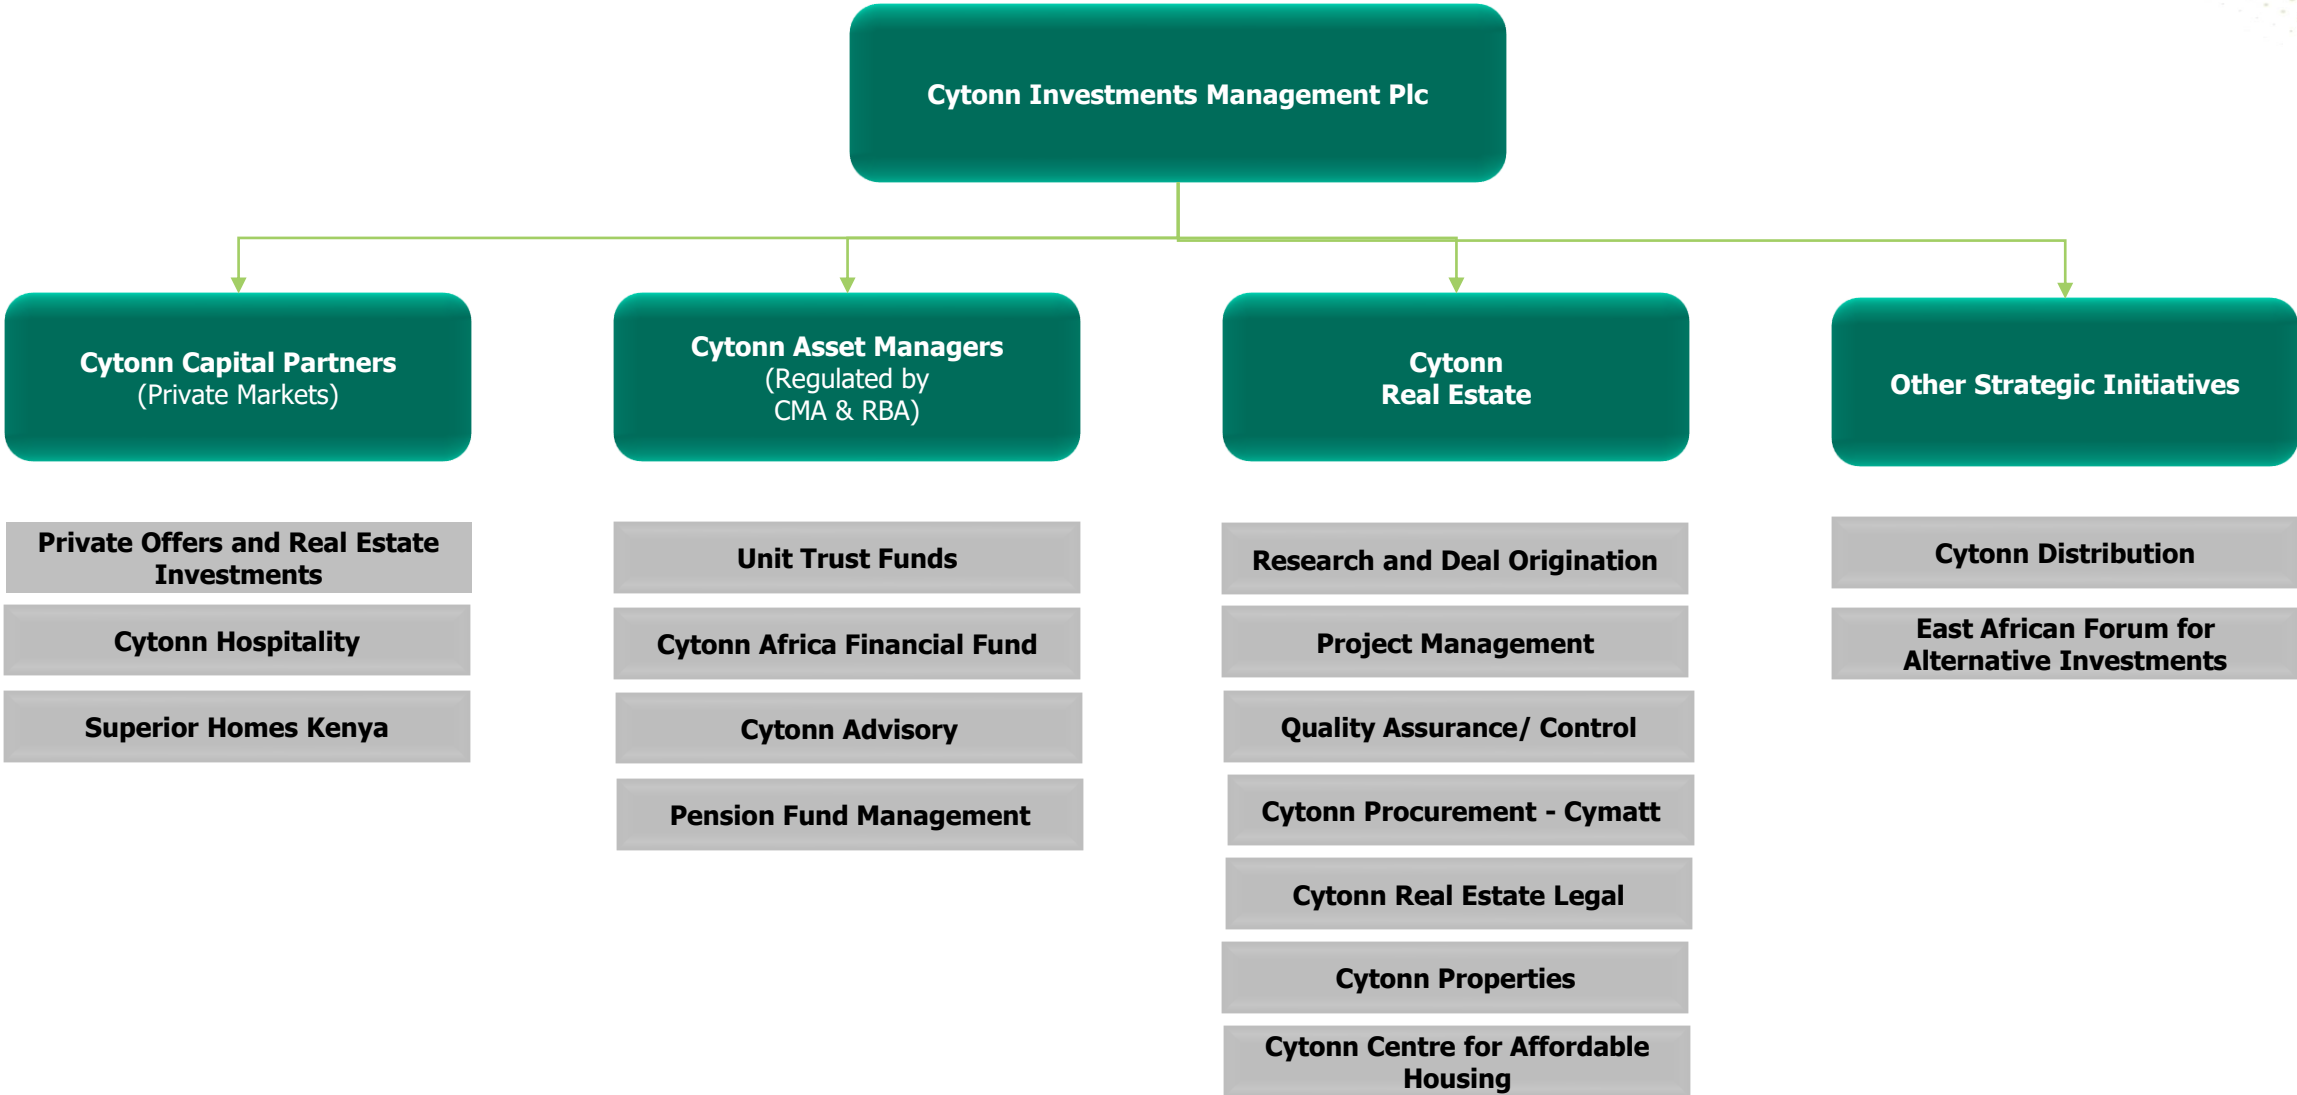 Cytonn Investments Management Plc
Cytonn Capital Partners
(Private Markets)
Cytonn Asset Managers
(Regulated by
CMA & RBA)
Cytonn
Real Estate
Other Strategic Initiatives
Private Offers and Real Estate
Investments
Cytonn Hospitality
Superior Homes Kenya
Unit Trust Funds
Cytonn Africa Financial Fund
Cytonn Advisory
Pension Fund Management
Research and Deal Origination
Project Management
Quality Assurance/ Control
Cytonn Procurement - Cymatt
Cytonn Real Estate Legal
Cytonn Properties
Cytonn Centre for Affordable
Housing
Cytonn Distribution
East African Forum for
Alternative Investments